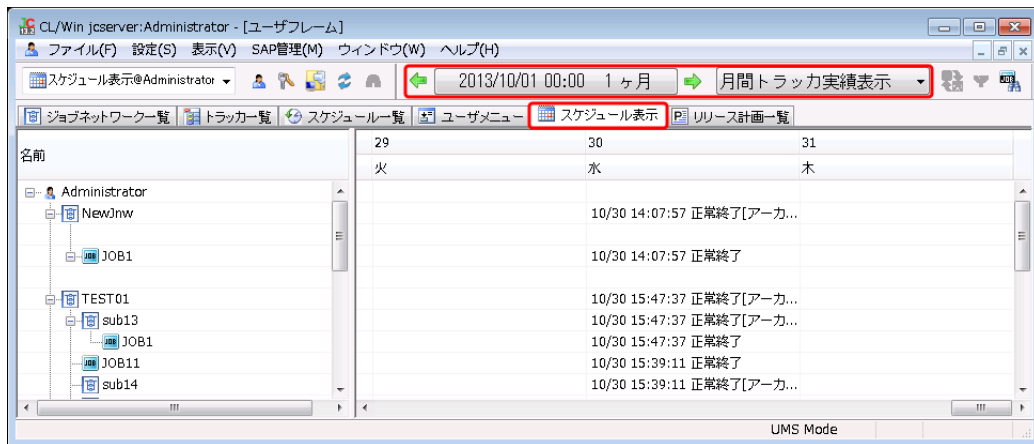 CL/Win jcserver:Administrator - [ユーザフレーム]
ファイル(F) 設定(S) 表示(V) SAP管理(M) ウィンドウ(W) ヘルプ(H)
スケジュール表示@Administrator 2013/10/01 00:00 1 ヶ月 月間トラッカ実績表示
ジョブネットワーク一覧 トラッカ一覧 スケジュール一覧 ユーザメニュー スケジュール表示 リリース計画一覧
名前
29 30 31
火 水 木
Administrator
NewJnw 10/30 14:07:57 正常終了[アーカ...
JOB JOB1 10/30 14:07:57 正常終了
TEST01 10/30 15:47:37 正常終了[アーカ...
sub13 10/30 15:47:37 正常終了[アーカ...
JOB JOB1 10/30 15:47:37 正常終了
JOB JOB11 10/30 15:39:11 正常終了
sub14 10/30 15:39:11 正常終了[アーカ...
UMS Mode